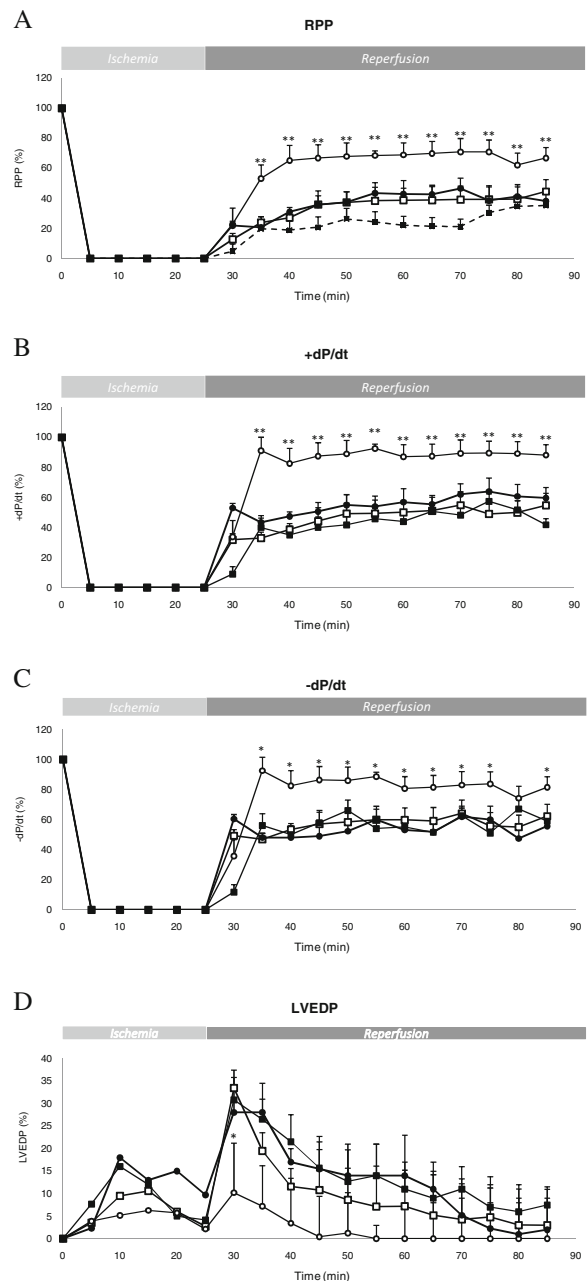 A
RPP
Ischemia Reperfusion
120
100
80
60
40
20
0
RPP (%)
** ** ** ** ** ** ** ** ** ** **
0 10 20 30 40 50 60 70 80 90
Time (min)
B
+dP/dt
Ischemia Reperfusion
120
100
80
60
40
20
0
+dP/dt (%)
** ** ** ** ** ** ** ** ** ** **
0 10 20 30 40 50 60 70 80 90
Time (min)
C
-dP/dt
Ischemia Reperfusion
120
100
80
60
40
20
0
-dP/dt (%)
* * * * * * * * * *
0 10 20 30 40 50 60 70 80 90
Time (min)
D
LVEDP
Ischemia Reperfusion
40
35
30
25
20
15
10
5
0
LVEDP (%)
*
0 10 20 30 40 50 60 70 80 90
Time (min)